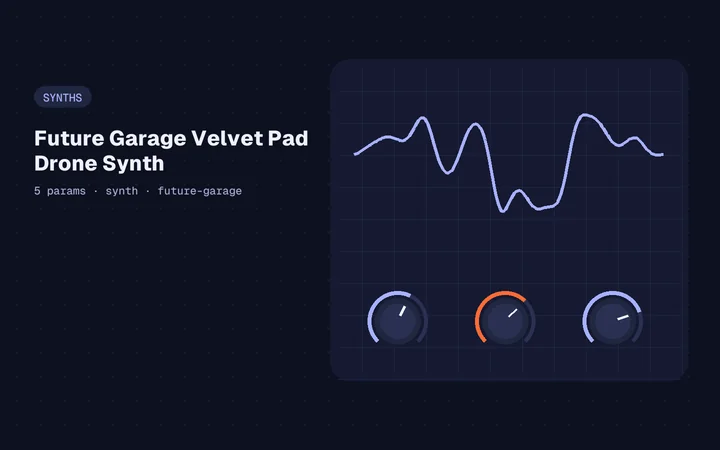 SYNTHS
Future Garage Velvet Pad
Drone Synth
5 params · synth · future-garage